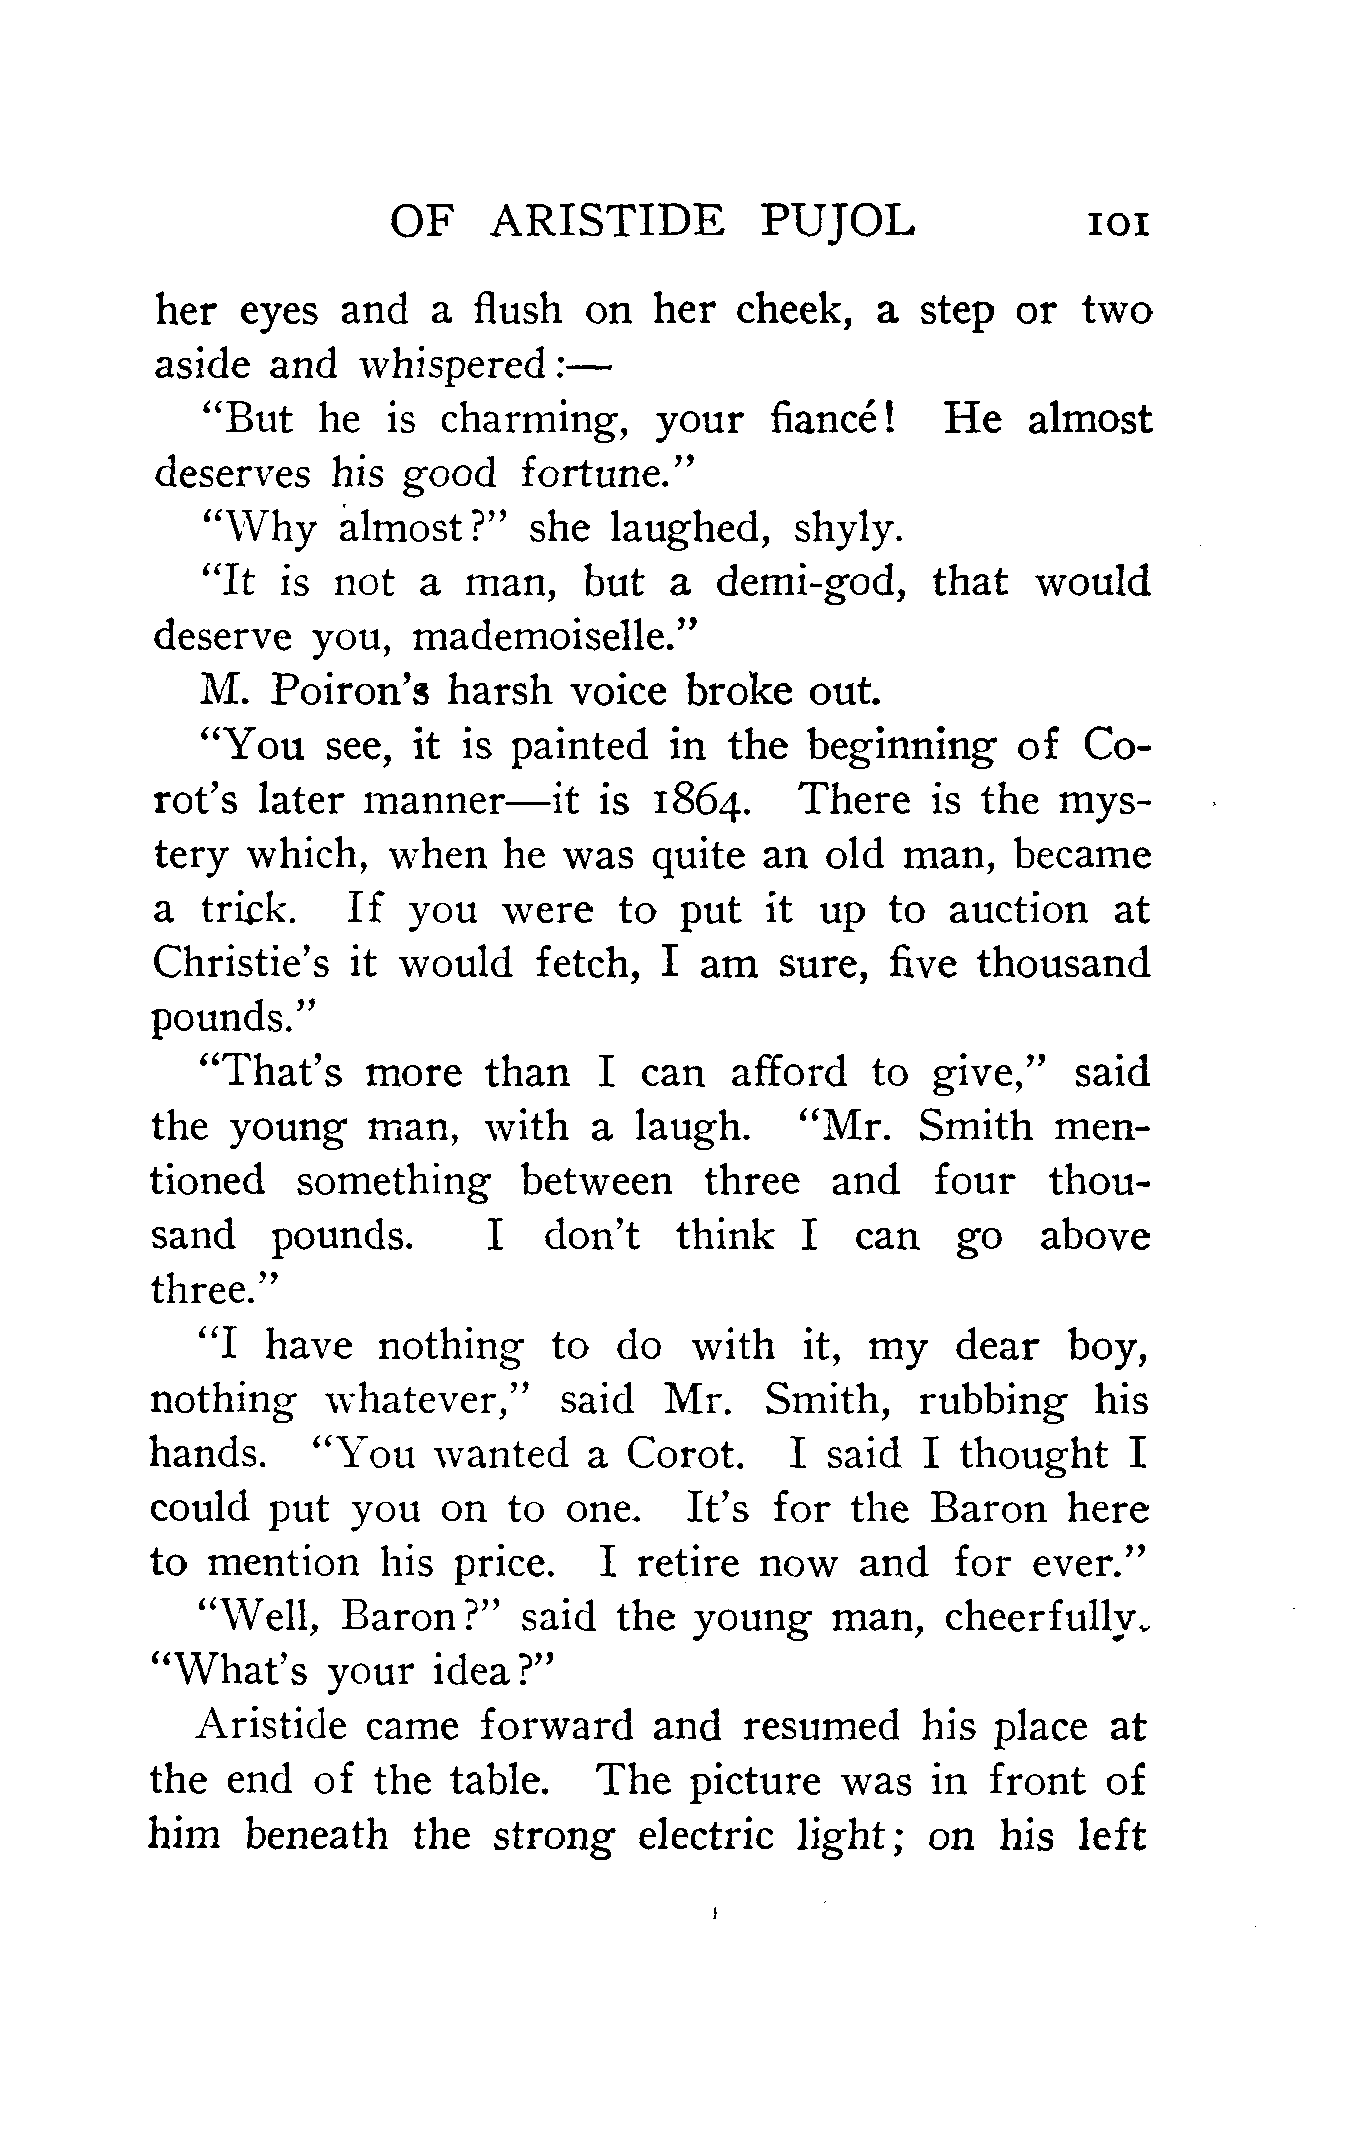 OF ARISTIDE PUJOL 101
her eyes and a flush on her cheek, a step or two
aside and whispered:—
“But he is charming, your fiancé! He almost
deserves his good fortune.”
“Why almost?” she laughed, shyly.
“It is not a man, but a demi-god, that would
deserve you, mademoiselle.”
M. Poiron’s harsh voice broke out.
“You see, it is painted in the beginning of Co-
rot’s later manner—it is 1864. There is the mys-
tery which, when he was quite an old man, became
a trick. If you were to put it up to auction at
Christie’s it would fetch, I am sure, five thousand
pounds.”
“That’s more than I can afford to give,” said
the young man, with a laugh. “Mr. Smith men-
tioned something between three and four thou-
sand pounds. I don’t think I can go above
three.”
“I have nothing to do with it, my dear boy,
nothing whatever,” said Mr. Smith, rubbing his
hands. “You wanted a Corot. I said I thought I
could put you on to one. It’s for the Baron here
to mention his price. I retire now and for ever.”
“Well, Baron?” said the young man, cheerfully.
“What’s your idea?”
Aristide came forward and resumed his place at
the end of the table. The picture was in front of
him beneath the strong electric light; on his left